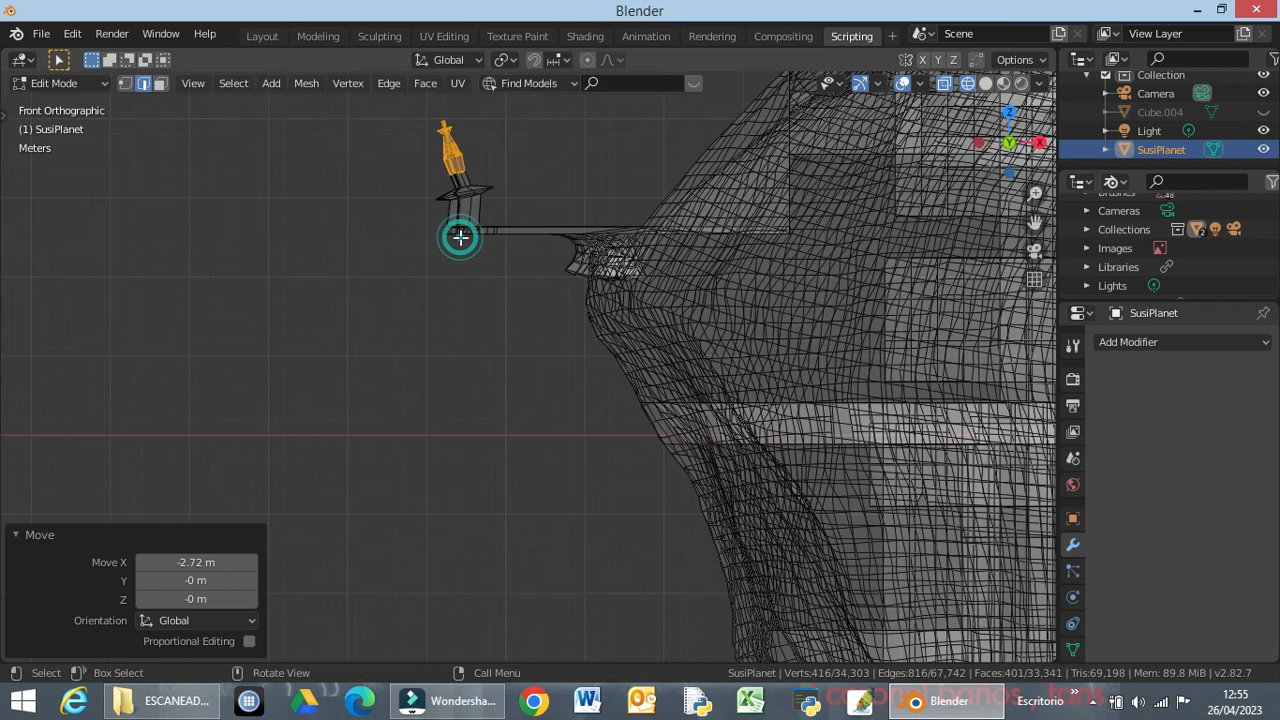 Blender
File Edit Render Window Help Layout Modeling Sculpting UV Editing Texture Paint Shading Animation Rendering Compositing Scripting Scene View Layer
Global X Y Z Options
Edit Mode View Select Add Mesh Vertex Edge Face UV Find Models
Front Orthographic
(1) SusiPlanet
Meters
Z
X
Y
Collection
Camera
Cube.004
Light
SusiPlanet
Brushes 48
Cameras
Collections 2
Images
Libraries
Lights
SusiPlanet
Add Modifier
Move
Move X -2.72 m
Y -0 m
Z -0 m
Orientation Global
Proportional Editing
Select Box Select Rotate View Call Menu SusiPlanet | Verts:416/34,303 | Edges:816/67,742 | Faces:401/33,341 | Tris:69,198 | Mem: 89.8 MiB | v2.82.7
ESCANEAD... Wondersha... Blender Escritorio 12:55
26/04/2023